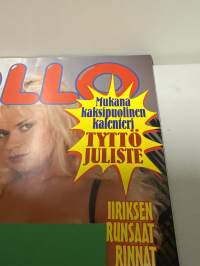 LLO
Mukana
kaksipuolinen
kalenteri
TYTTÖ
JULISTE
IIRIKSEN
RUNSAAT
RINNAT